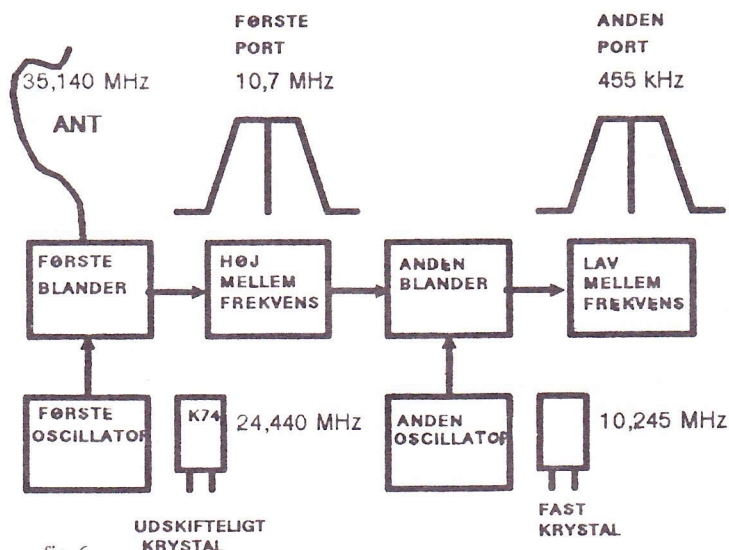 FØRSTE
PORT
10,7 MHz
ANDEN
PORT
455 kHz
35,140 MHz
ANT
FØRSTE
BLANDER
HØJ
MELLEM
FREKVENS
ANDEN
BLANDER
LAV
MELLEM
FREKVENS
FØRSTE
OSCILLATOR
K74
24,440 MHz
UDSKIFTELIGT
KRYSTAL
ANDEN
OSCILLATOR
10,245 MHz
FAST
KRYSTAL